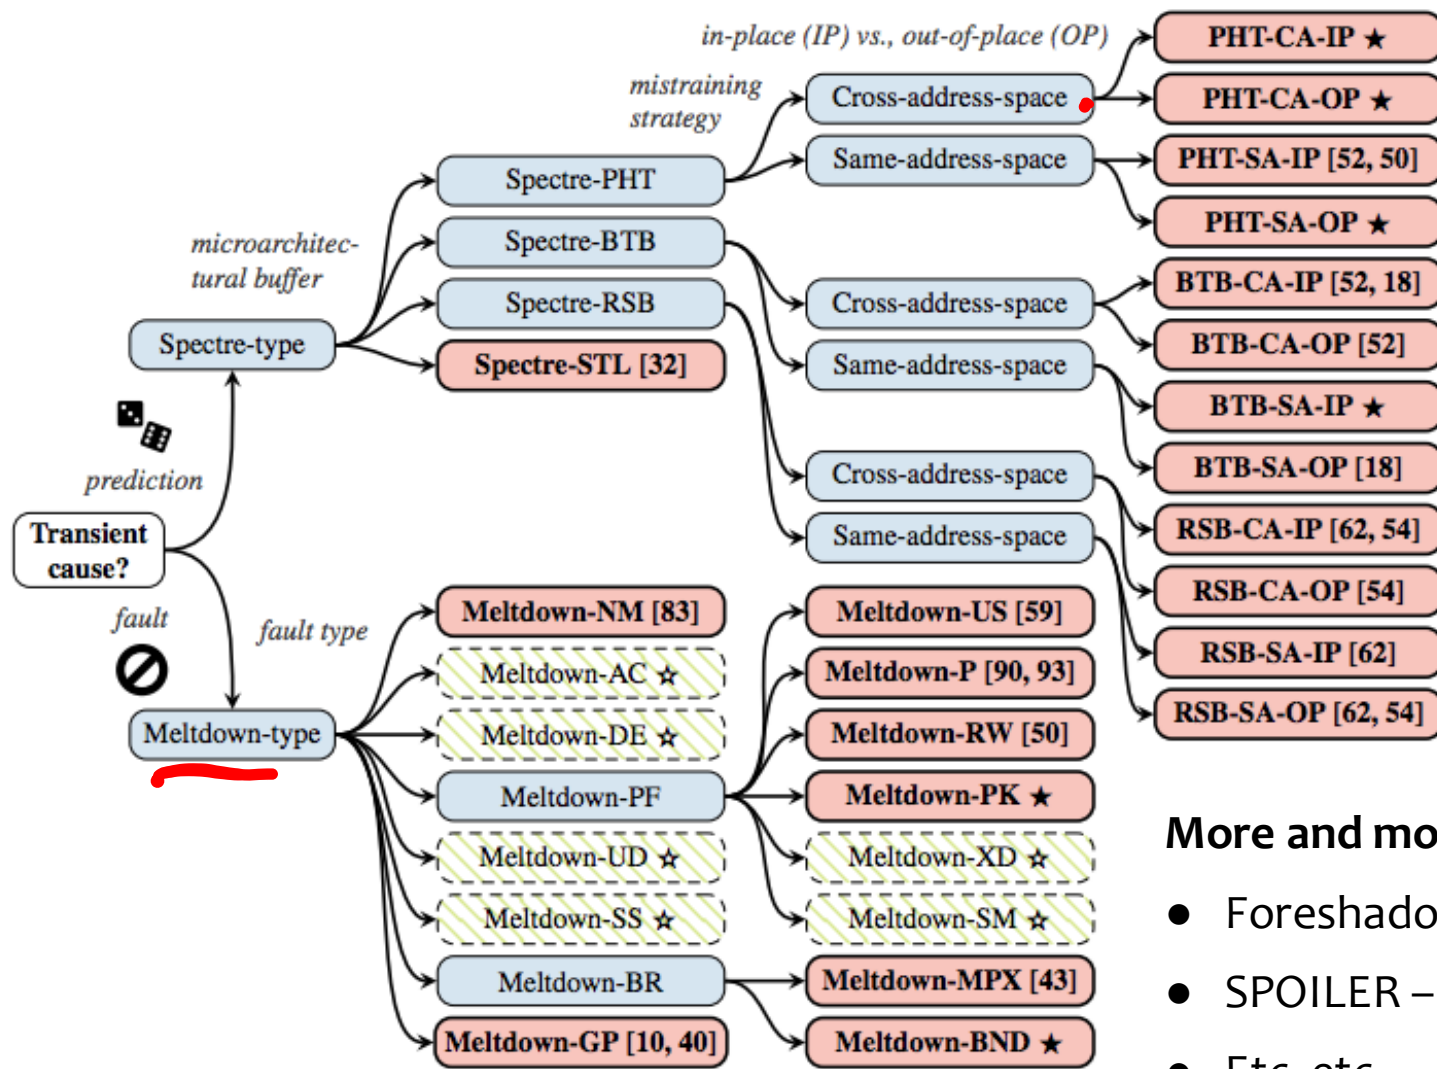 in-place (IP) vs., out-of-place (OP)
mistraining
strategy
microarchitec-
tural buffer
prediction
Transient
cause?
fault
fault type
Spectre-type
Meltdown-type
Spectre-PHT
Spectre-BTB
Spectre-RSB
Spectre-STL [32]
Cross-address-space
Same-address-space
Cross-address-space
Same-address-space
Cross-address-space
Same-address-space
PHT-CA-IP ★
PHT-CA-OP ★
PHT-SA-IP [52, 50]
PHT-SA-OP ★
BTB-CA-IP [52, 18]
BTB-CA-OP [52]
BTB-SA-IP ★
BTB-SA-OP [18]
RSB-CA-IP [62, 54]
RSB-CA-OP [54]
RSB-SA-IP [62]
RSB-SA-OP [62, 54]
Meltdown-NM [83]
Meltdown-AC ☆
Meltdown-DE ☆
Meltdown-PF
Meltdown-UD ☆
Meltdown-SS ☆
Meltdown-BR
Meltdown-GP [10, 40]
Meltdown-US [59]
Meltdown-P [90, 93]
Meltdown-RW [50]
Meltdown-PK ★
Meltdown-XD ☆
Meltdown-SM ☆
Meltdown-MPX [43]
Meltdown-BND ★
More and mo
● Foreshado
● SPOILER –
● Etc. etc.